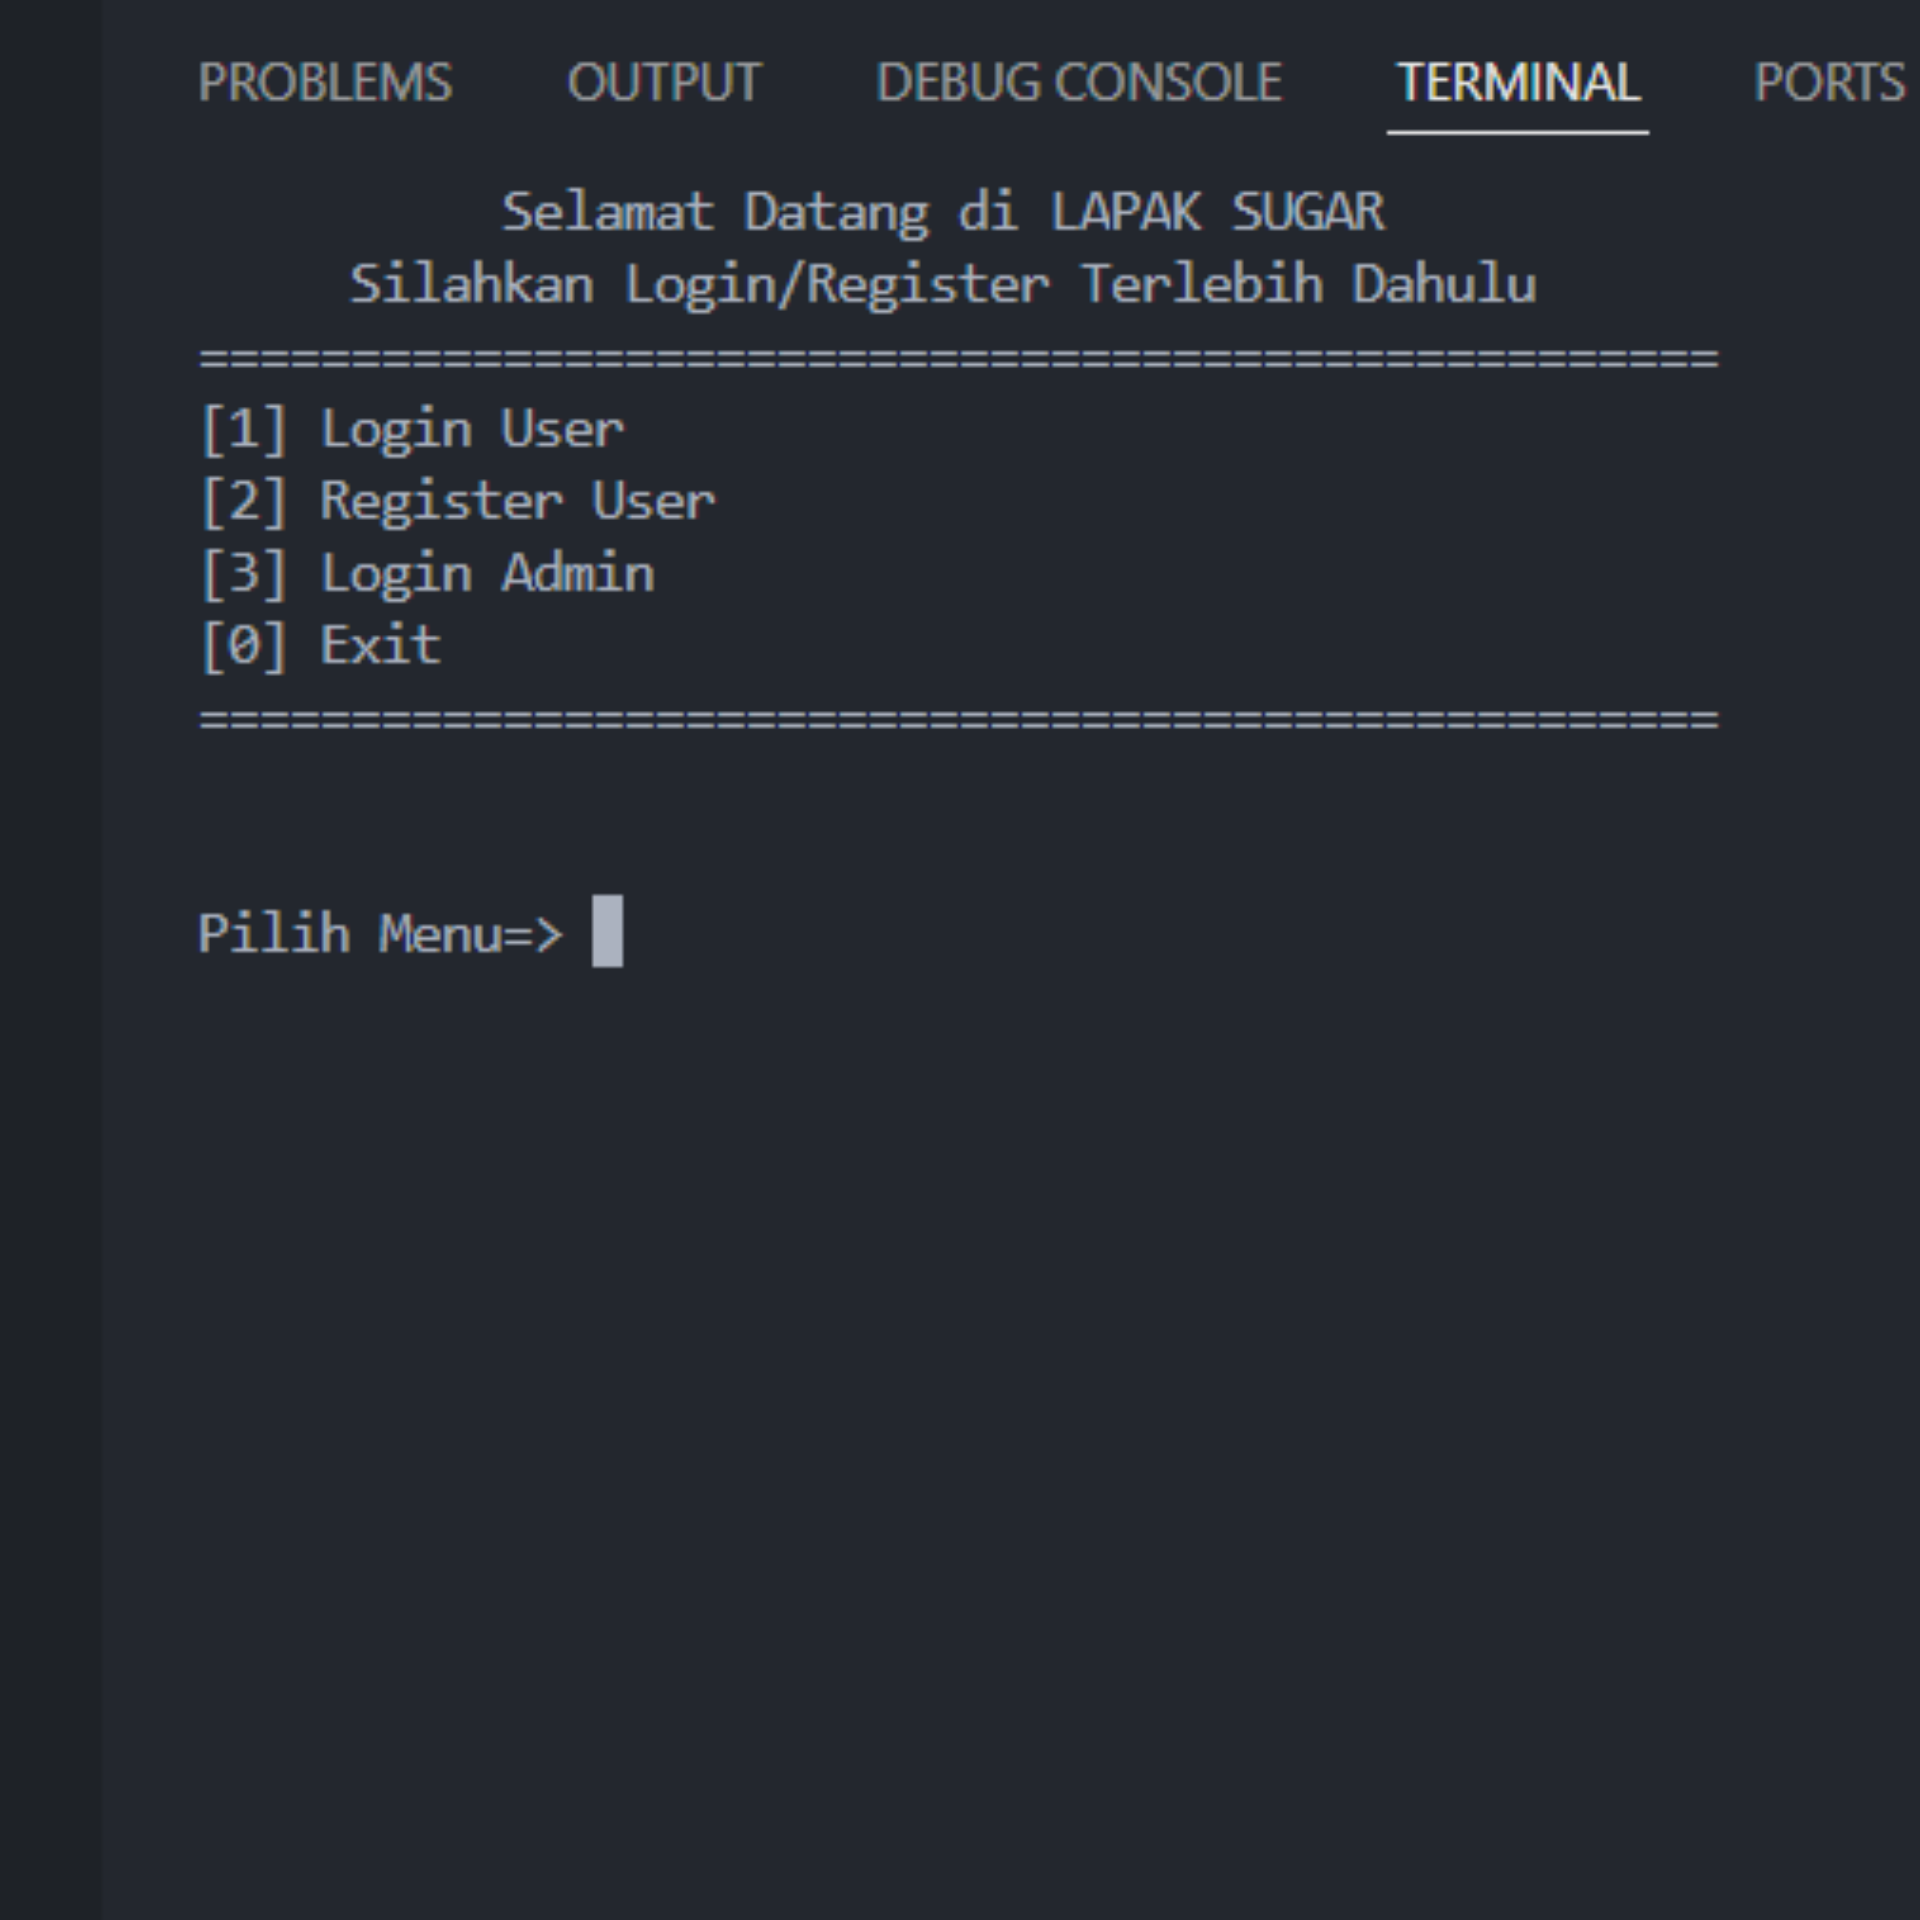 PROBLEMS OUTPUT DEBUG CONSOLE TERMINAL PORTS
Selamat Datang di LAPAK SUGAR
Silahkan Login/Register Terlebih Dahulu
==================================================
[1] Login User
[2] Register User
[3] Login Admin
[0] Exit
==================================================
Pilih Menu=>